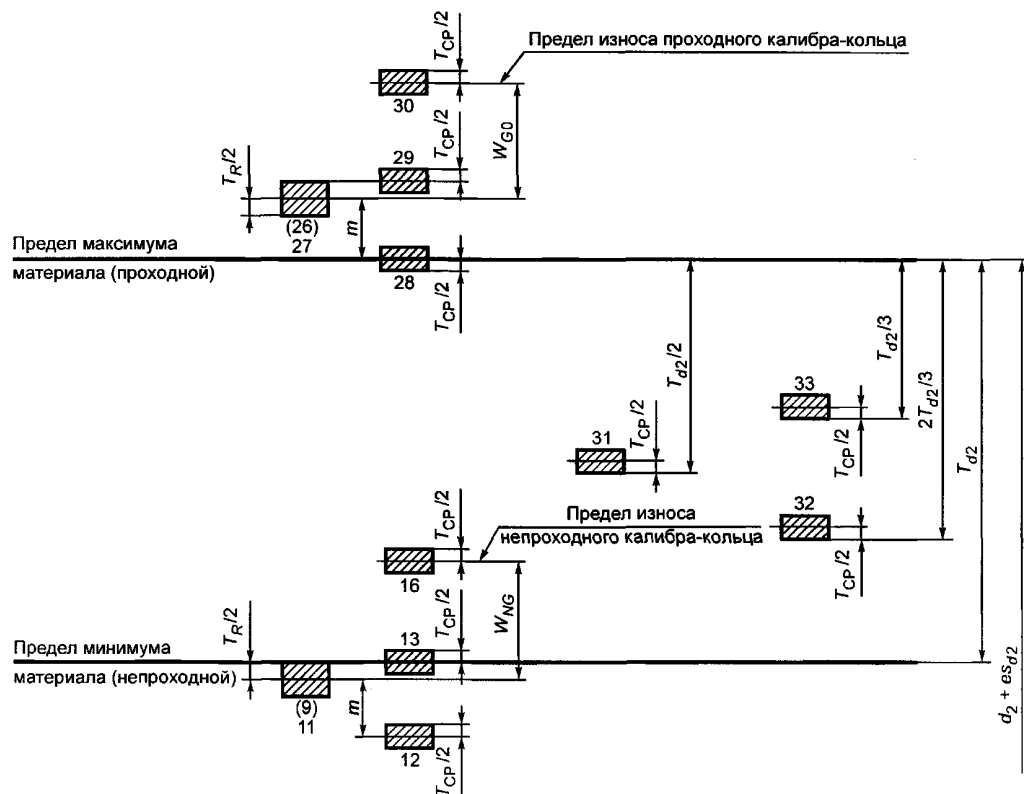 T_CP/2
Предел износа проходного калибра-кольца
30
W_G0
T_CP/2
29
T_R/2
(26)
27
m
Предел максимума
материала (проходной)
28
T_CP/2
T_d2/2
T_d2/3
2T_d2/3
T_d2
33
T_CP/2
31
T_CP/2
T_CP/2
Предел износа
непроходного калибра-кольца
32
T_CP/2
16
W_NG
T_CP/2
13
T_R/2
Предел минимума
материала (непроходной)
(9)
11
m
12
T_CP/2
d_2 + es_d2